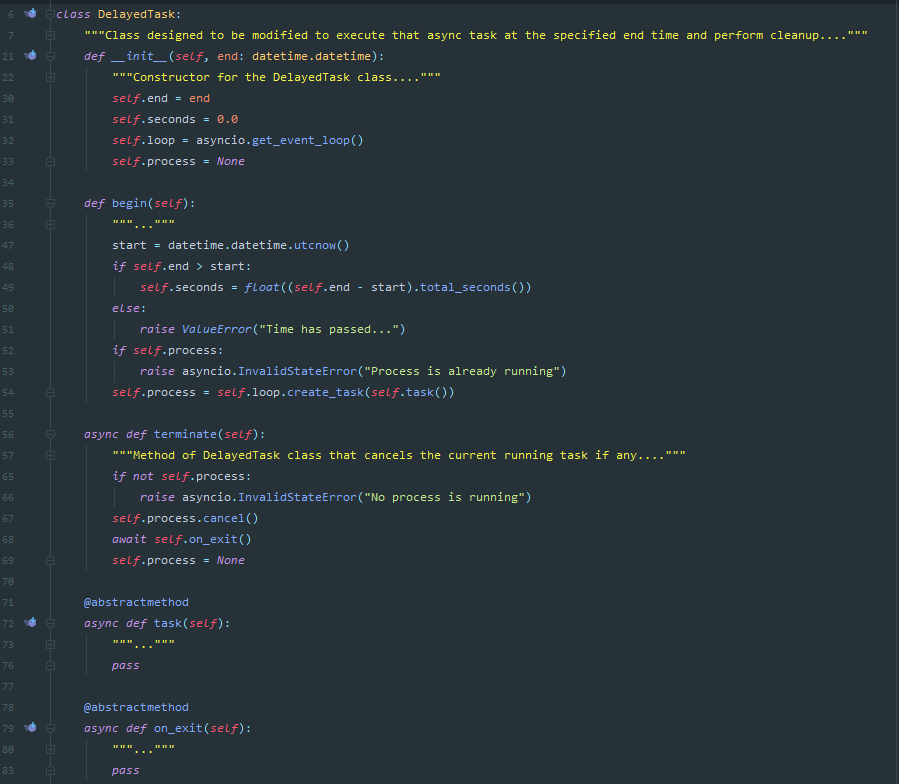 6 class DelayedTask:
7 """Class designed to be modified to execute that async task at the specified end time and perform cleanup...."""
21 def __init__(self, end: datetime.datetime):
22 """Constructor for the DelayedTask class...."""
30 self.end = end
31 self.seconds = 0.0
32 self.loop = asyncio.get_event_loop()
33 self.process = None
34
35 def begin(self):
36 """..."""
47 start = datetime.datetime.utcnow()
48 if self.end > start:
49 self.seconds = float((self.end - start).total_seconds())
50 else:
51 raise ValueError("Time has passed...")
52 if self.process:
53 raise asyncio.InvalidStateError("Process is already running")
54 self.process = self.loop.create_task(self.task())
55
56 async def terminate(self):
57 """Method of DelayedTask class that cancels the current running task if any...."""
65 if not self.process:
66 raise asyncio.InvalidStateError("No process is running")
67 self.process.cancel()
68 await self.on_exit()
69 self.process = None
70
71 @abstractmethod
72 async def task(self):
73 """..."""
76 pass
77
78 @abstractmethod
79 async def on_exit(self):
80 """..."""
83 pass